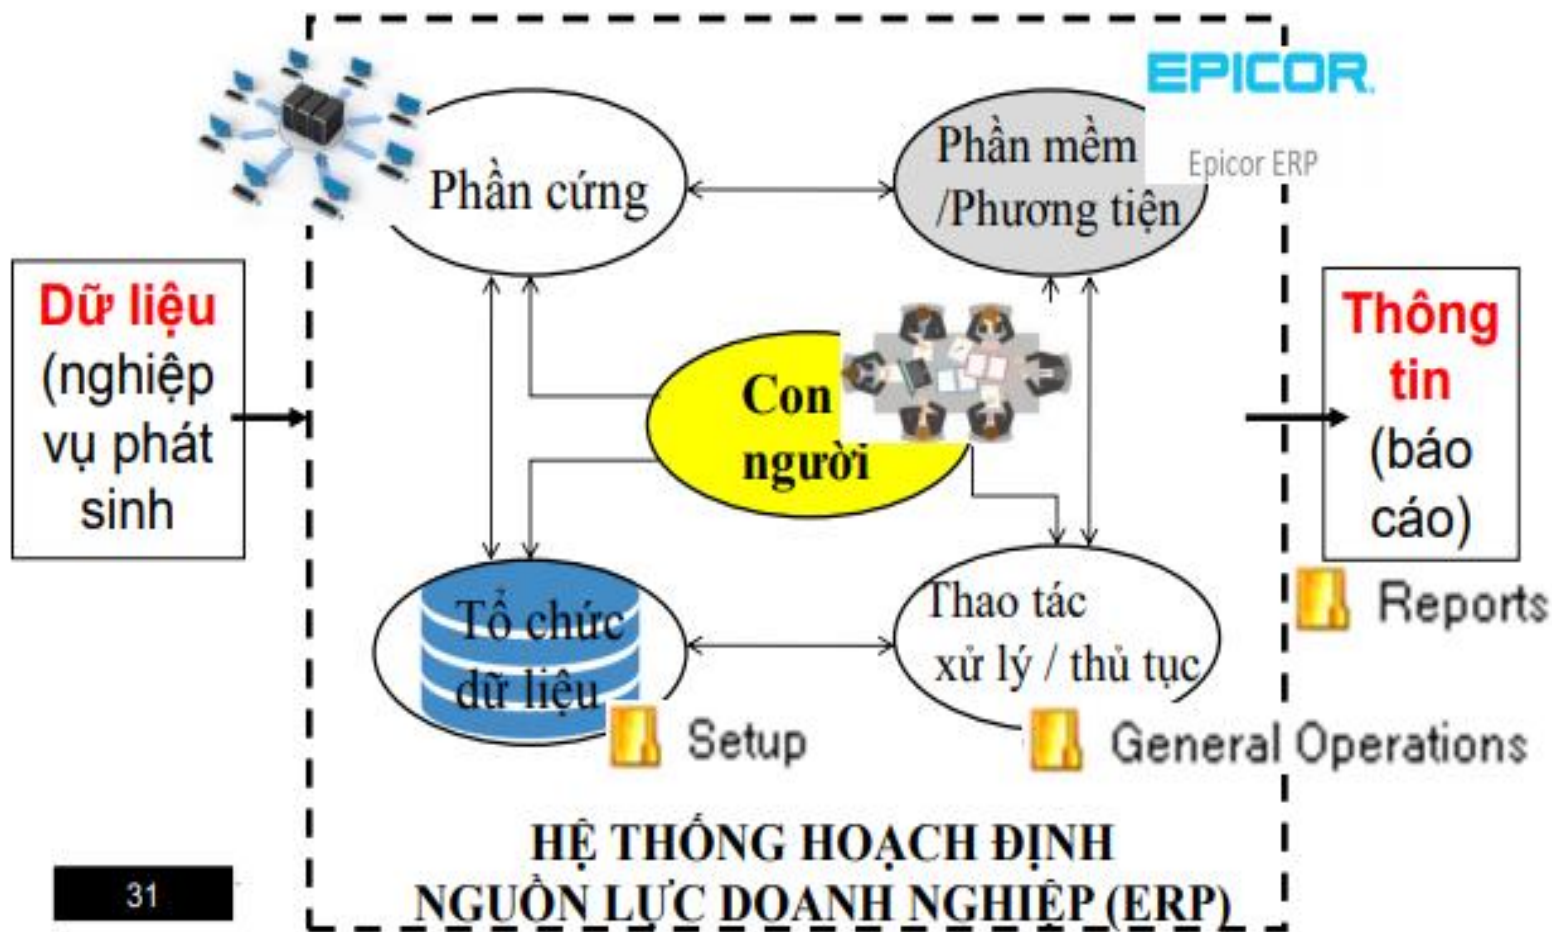 EPICOR
Epicor ERP
Phần cứng
Phần mềm
/Phương tiện
Dữ liệu
(nghiệp
vụ phát
sinh
Con
người
Thông
tin
(báo
cáo)
Reports
Tổ chức
dữ liệu
Setup
Thao tác
xử lý / thủ tục
General Operations
HỆ THỐNG HOẠCH ĐỊNH
NGUỒN LỰC DOANH NGHIỆP (ERP)
31